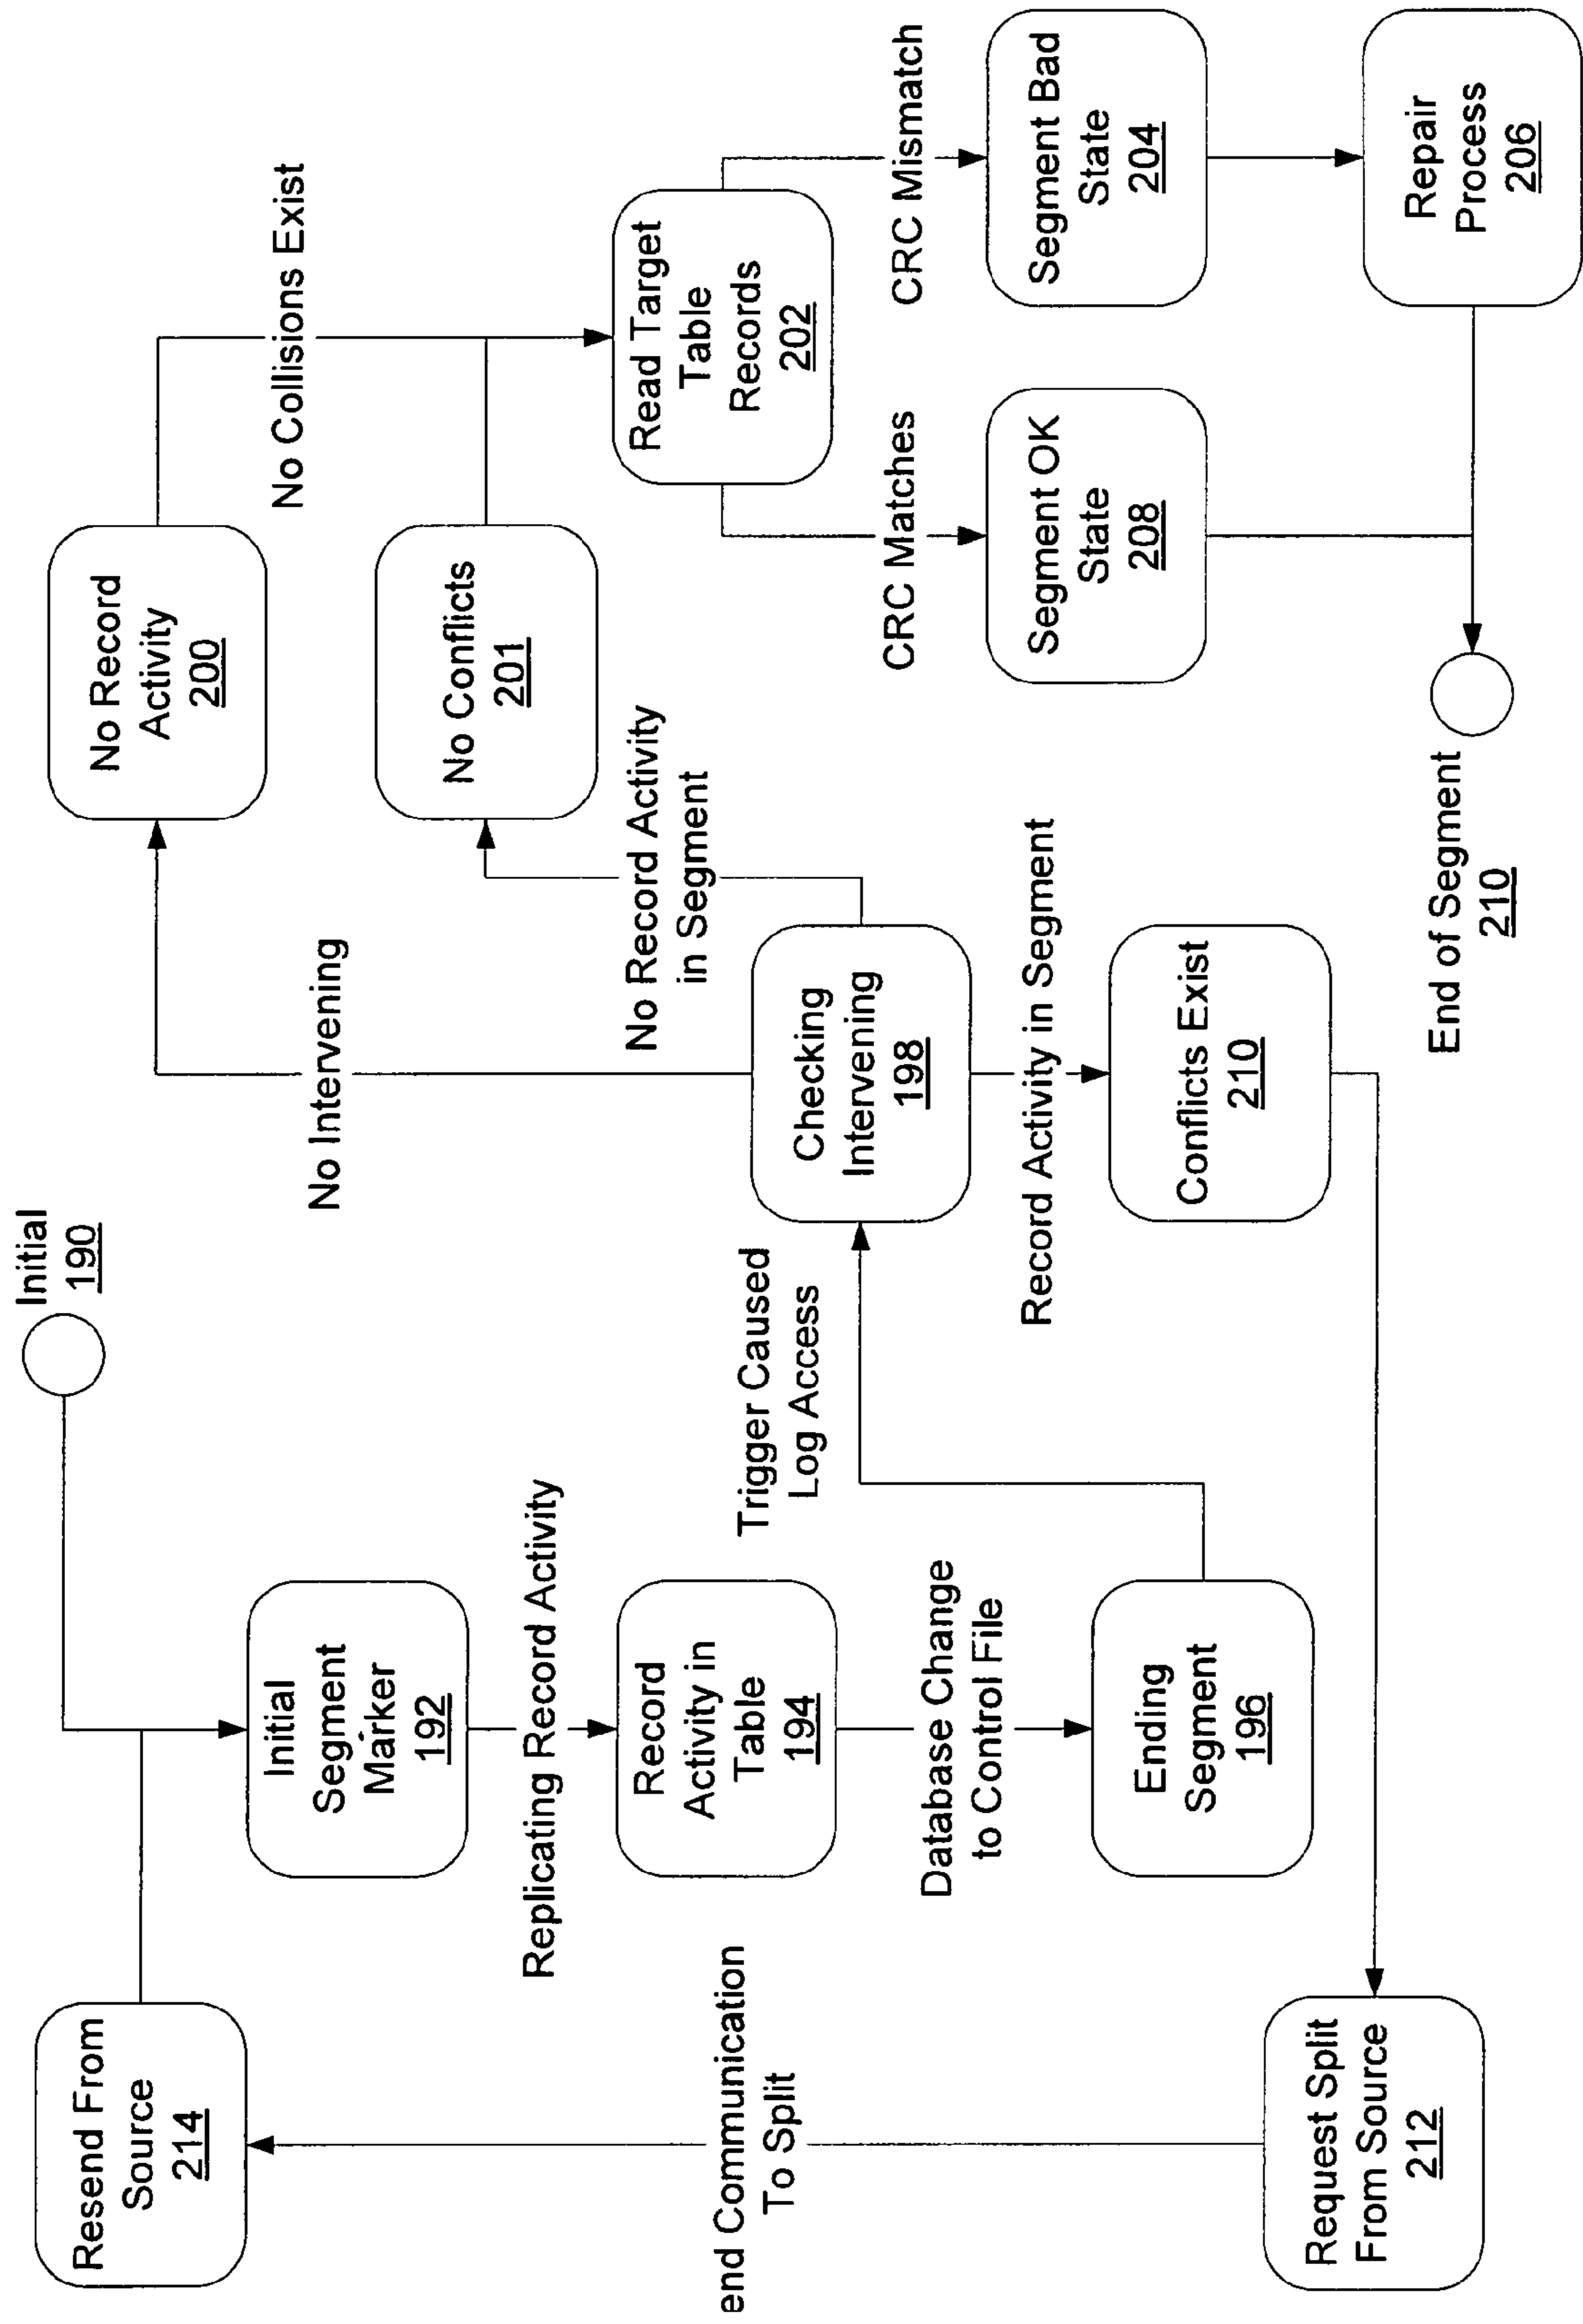 Initial
190
Resend From
Source
214
Initial
Segment
Marker
192
Replicating Record Activity
Record
Activity in
Table
194
Database Change
to Control File
Ending
Segment
196
Trigger Caused
Log Access
Checking
Intervening
198
No Intervening
No Record
Activity
200
No Record Activity
in Segment
No Conflicts
201
No Collisions Exist
Read Target
Table
Records
202
CRC Mismatch
Segment Bad
State
204
Repair
Process
206
CRC Matches
Segment OK
State
208
End of Segment
210
Record Activity in Segment
Conflicts Exist
210
Request Split
From Source
212
end Communication
To Split